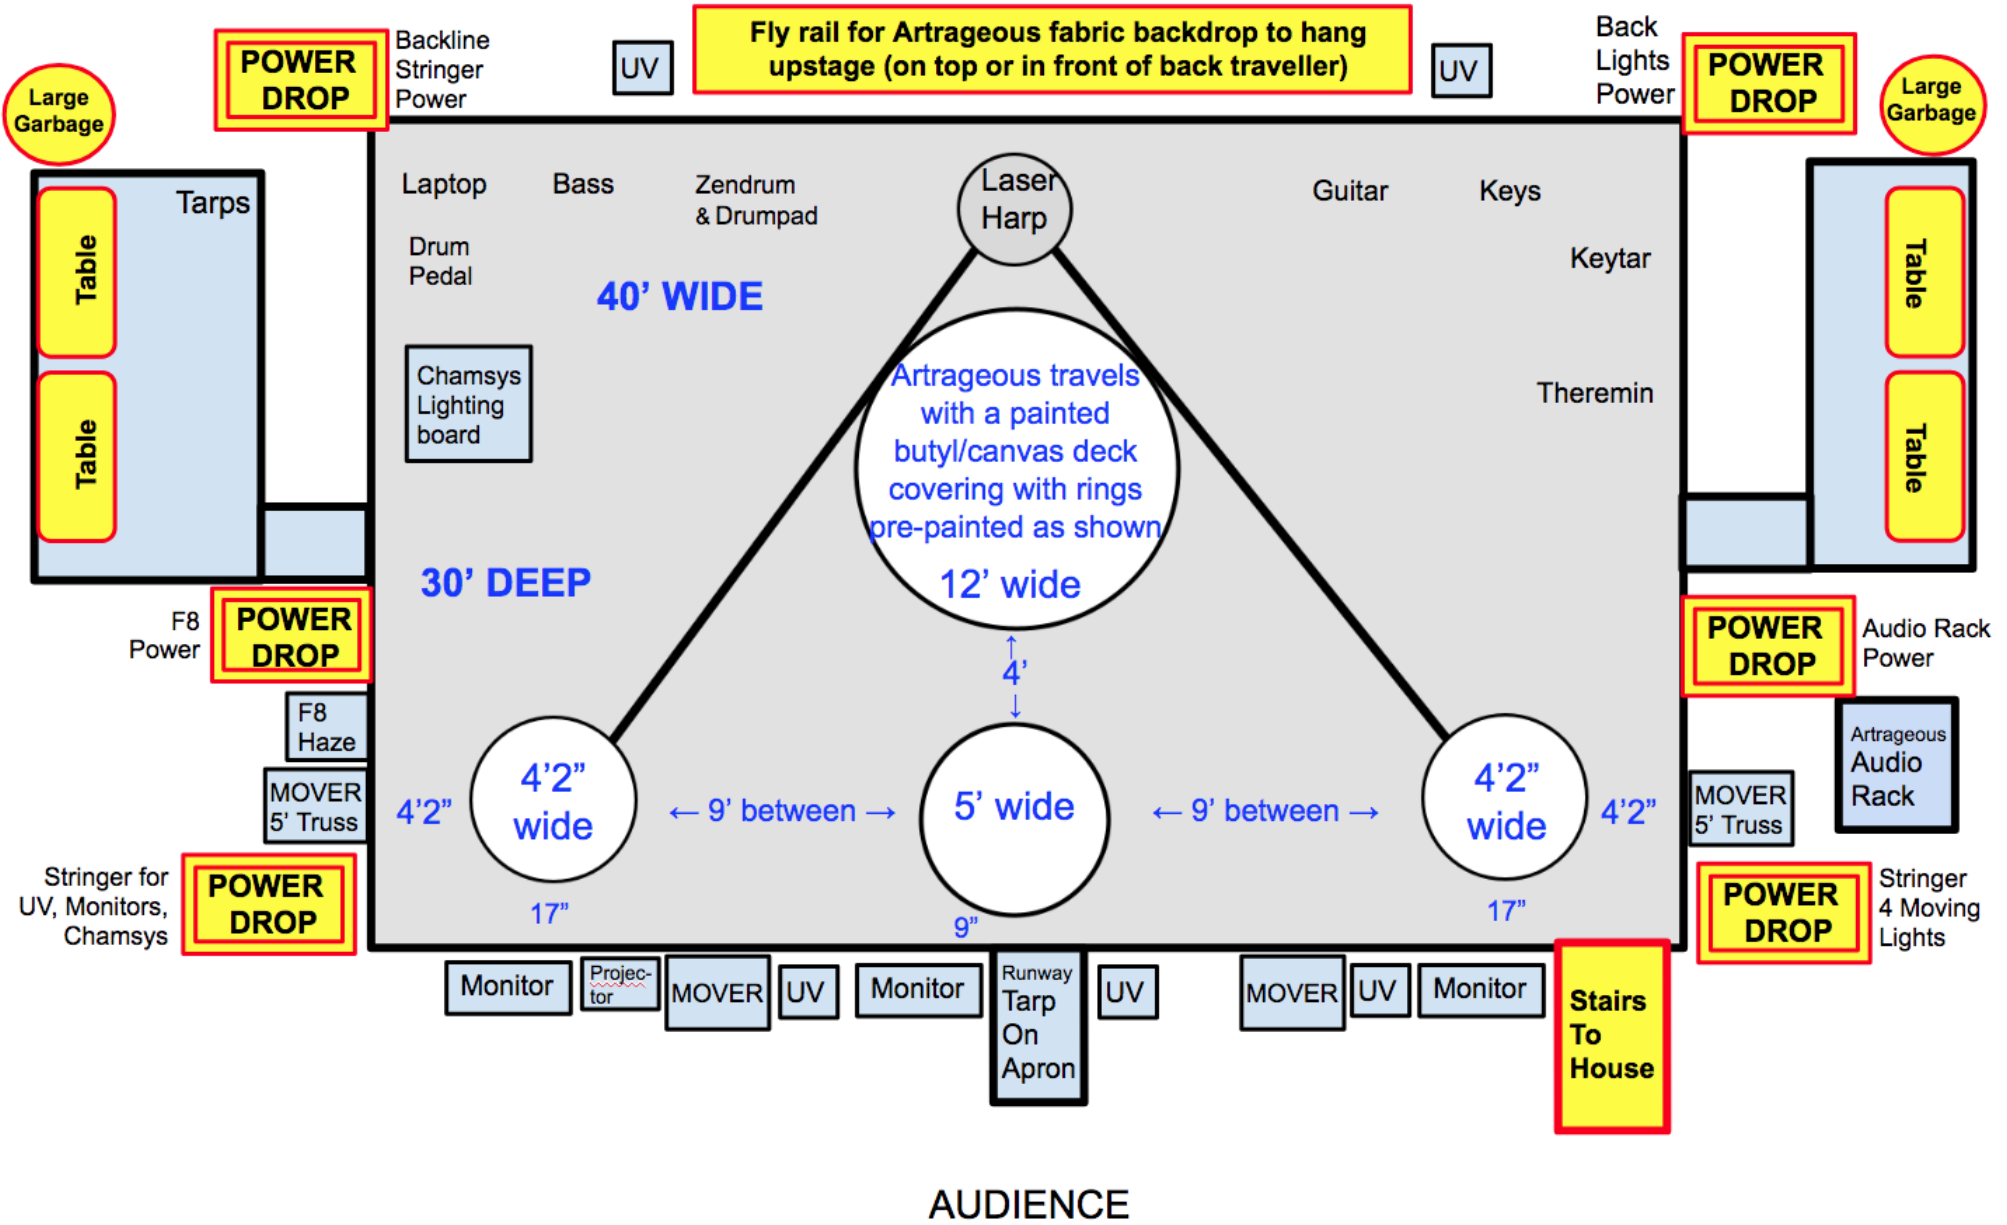 Fly rail for Artrageous fabric backdrop to hang
upstage (on top or in front of back traveller)
POWER
DROP
Backline
Stringer
Power
UV
UV
Back
Lights
Power
POWER
DROP
Large
Garbage
Large
Garbage
Tarps
Table
Table
Laptop
Bass
Zendrum
& Drumpad
Laser
Harp
Guitar
Keys
Drum
Pedal
Keytar
40’ WIDE
Chamsys
Lighting
board
Theremin
Artrageous travels
with a painted
butyl/canvas deck
covering with rings
pre-painted as shown
12’ wide
30’ DEEP
Table
Table
F8
Power
POWER
DROP
↑
4’
↓
POWER
DROP
Audio Rack
Power
F8
Haze
MOVER
5’ Truss
4’2”
4’2”
wide
← 9’ between →
5’ wide
← 9’ between →
4’2”
wide
4’2”
MOVER
5’ Truss
Artrageous
Audio
Rack
Stringer for
UV, Monitors,
Chamsys
POWER
DROP
17”
9”
17”
POWER
DROP
Stringer
4 Moving
Lights
Monitor
Projec-
tor
MOVER
UV
Monitor
Runway
Tarp
On
Apron
UV
MOVER
UV
Monitor
Stairs
To
House
AUDIENCE